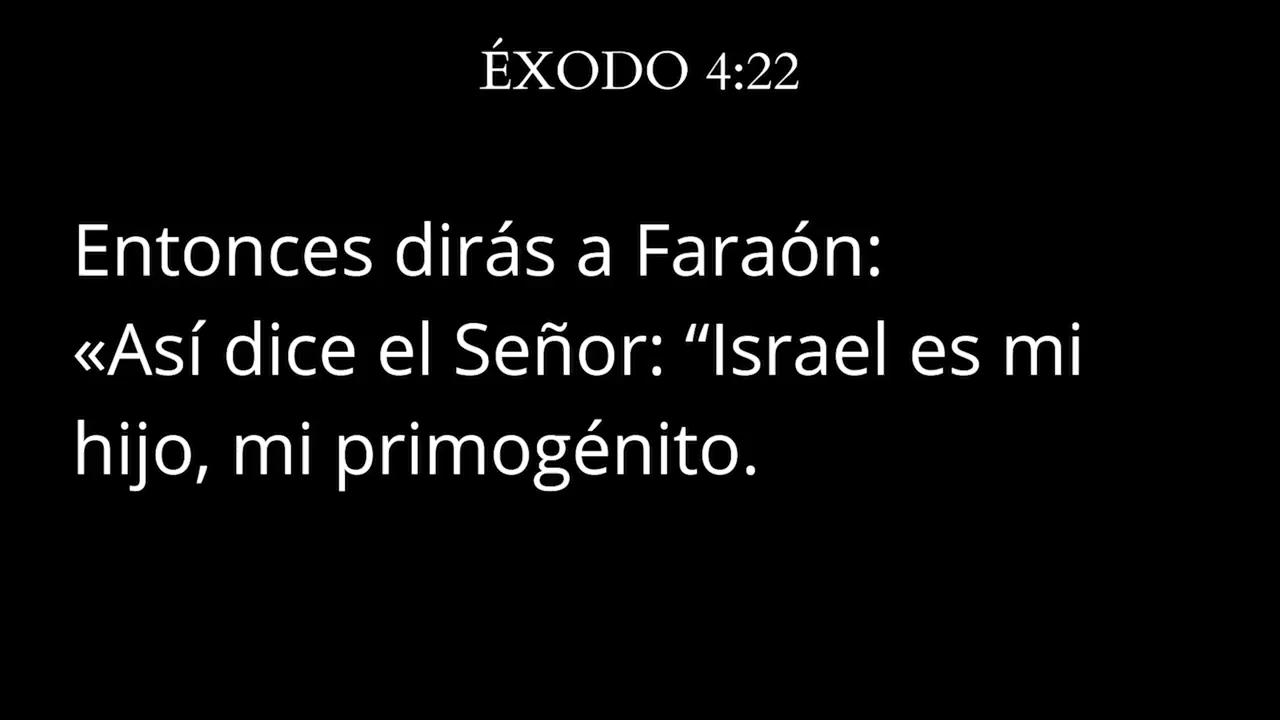 ÉXODO 4:22
Entonces dirás a Faraón:
«Así dice el Señor: “Israel es mi
hijo, mi primogénito.